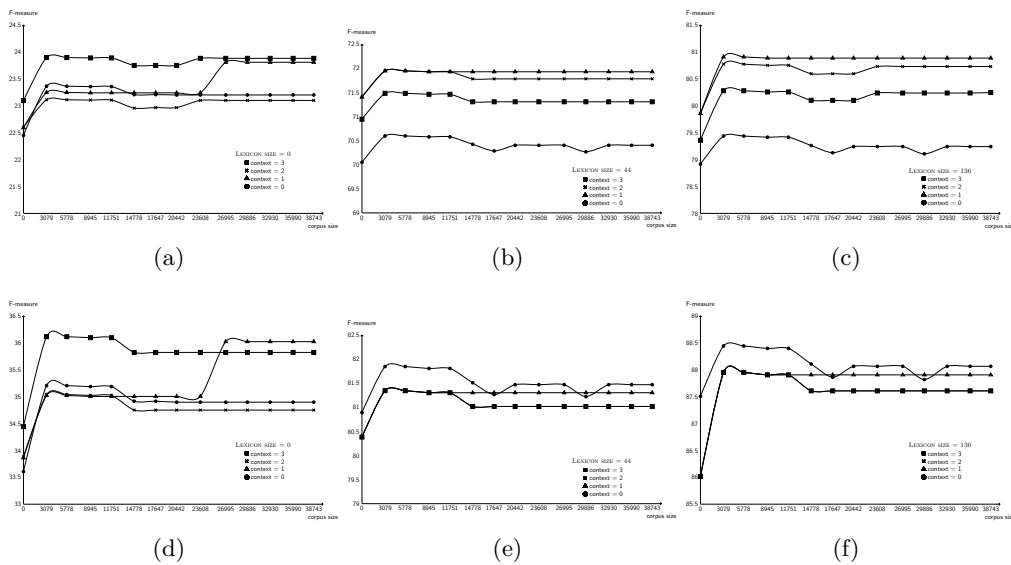 F-measure
24.5
24
23.5
23
22.5
22
21.5
21
0 3079 5778 8945 11751 14778 17647 20442 23608 26995 29886 32930 35990 38743
corpus size
LEXICON SIZE = 0
context = 3
context = 2
context = 1
context = 0
(a)
F-measure
72.5
72
71.5
71
70.5
70
69.5
69
0 3079 5778 8945 11751 14778 17647 20442 23608 26995 29886 32930 35990 38743
corpus size
LEXICON SIZE = 44
context = 3
context = 2
context = 1
context = 0
(b)
F-measure
81.5
81
80.5
80
79.5
79
78.5
78
0 3079 5778 8945 11751 14778 17647 20442 23608 26995 29886 32930 35990 38743
corpus size
LEXICON SIZE = 136
context = 3
context = 2
context = 1
context = 0
(c)
F-measure
36.5
36
35.5
35
34.5
34
33.5
33
0 3079 5778 8945 11751 14778 17647 20442 23608 26995 29886 32930 35990 38743
corpus size
LEXICON SIZE = 0
context = 3
context = 2
context = 1
context = 0
(d)
F-measure
82.5
82
81.5
81
80.5
80
79.5
79
0 3079 5778 8945 11751 14778 17647 20442 23608 26995 29886 32930 35990 38743
corpus size
LEXICON SIZE = 44
context = 3
context = 2
context = 1
context = 0
(e)
F-measure
89
88.5
88
87.5
87
86.5
86
85.5
0 3079 5778 8945 11751 14778 17647 20442 23608 26995 29886 32930 35990 38743
corpus size
LEXICON SIZE = 136
context = 3
context = 2
context = 1
context = 0
(f)